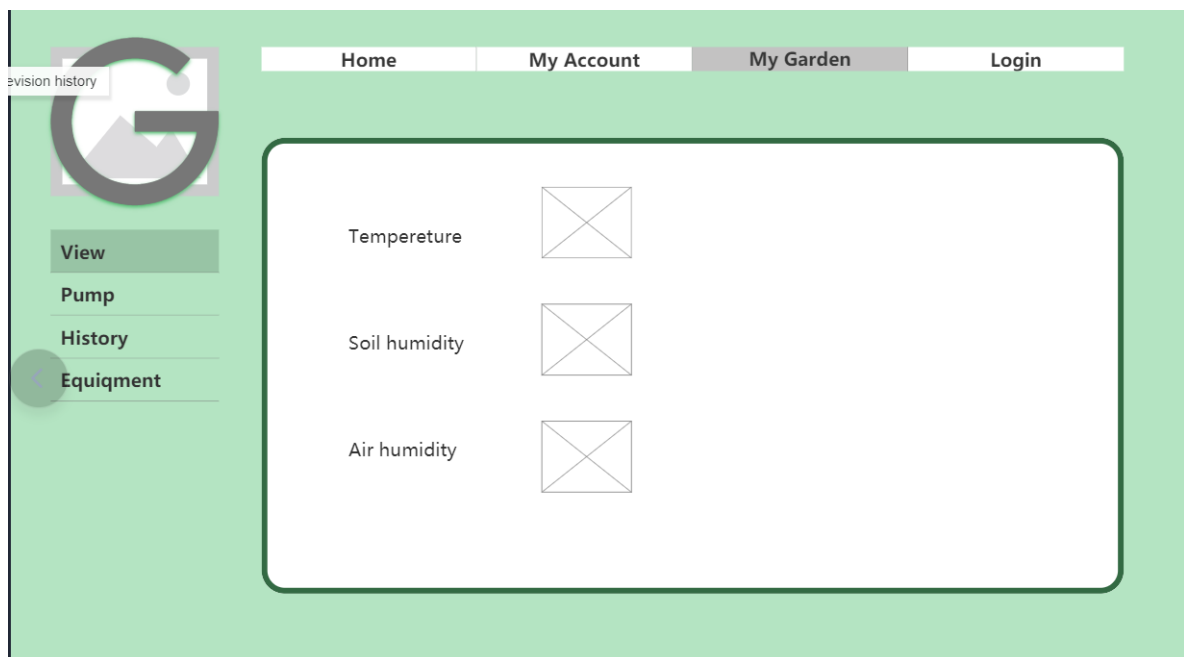 Home
My Account
My Garden
Login
evision history
G
View
Pump
History
Equiqment
Tempereture
Soil humidity
Air humidity